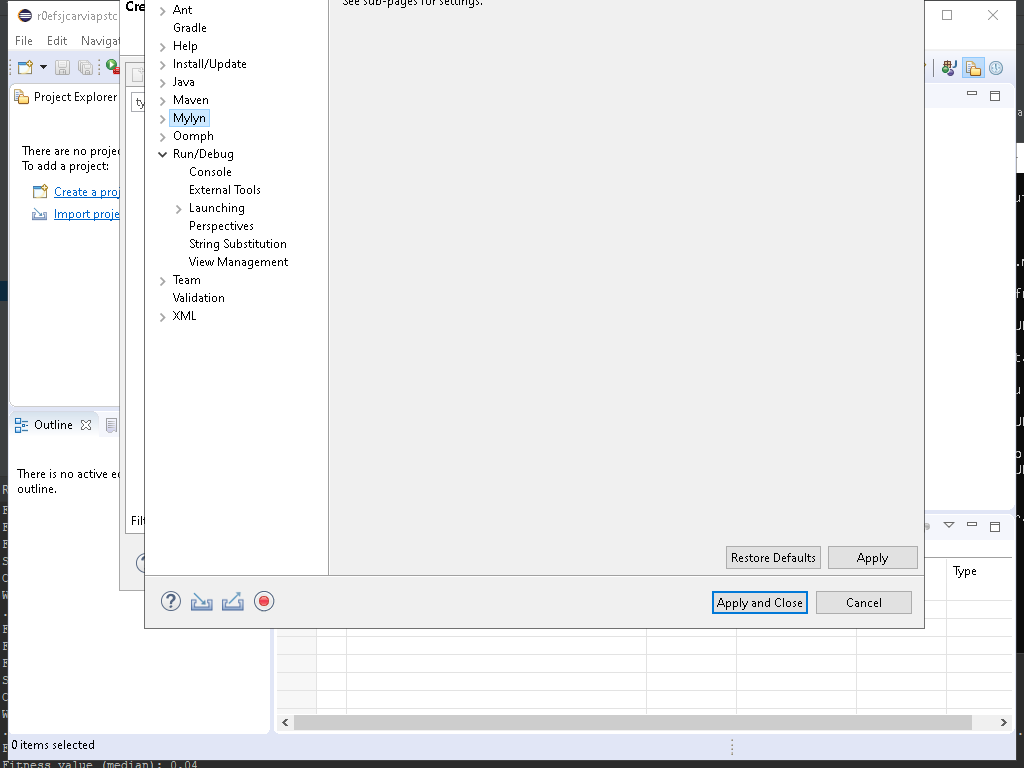 r0efsjcarviapstc
Cre
See sub-pages for settings.
File Edit Navigat
Ant
Gradle
Help
Install/Update
Java
Maven
Mylyn
Oomph
Run/Debug
Console
External Tools
Launching
Perspectives
String Substitution
View Management
Team
Validation
XML
Project Explorer
ty
There are no projec
To add a project:
Create a proj
Import proje
Outline
There is no active ed
outline.
Filt
Restore Defaults
Apply
Type
Apply and Close
Cancel
0 items selected
Fitness value (median): 0.04